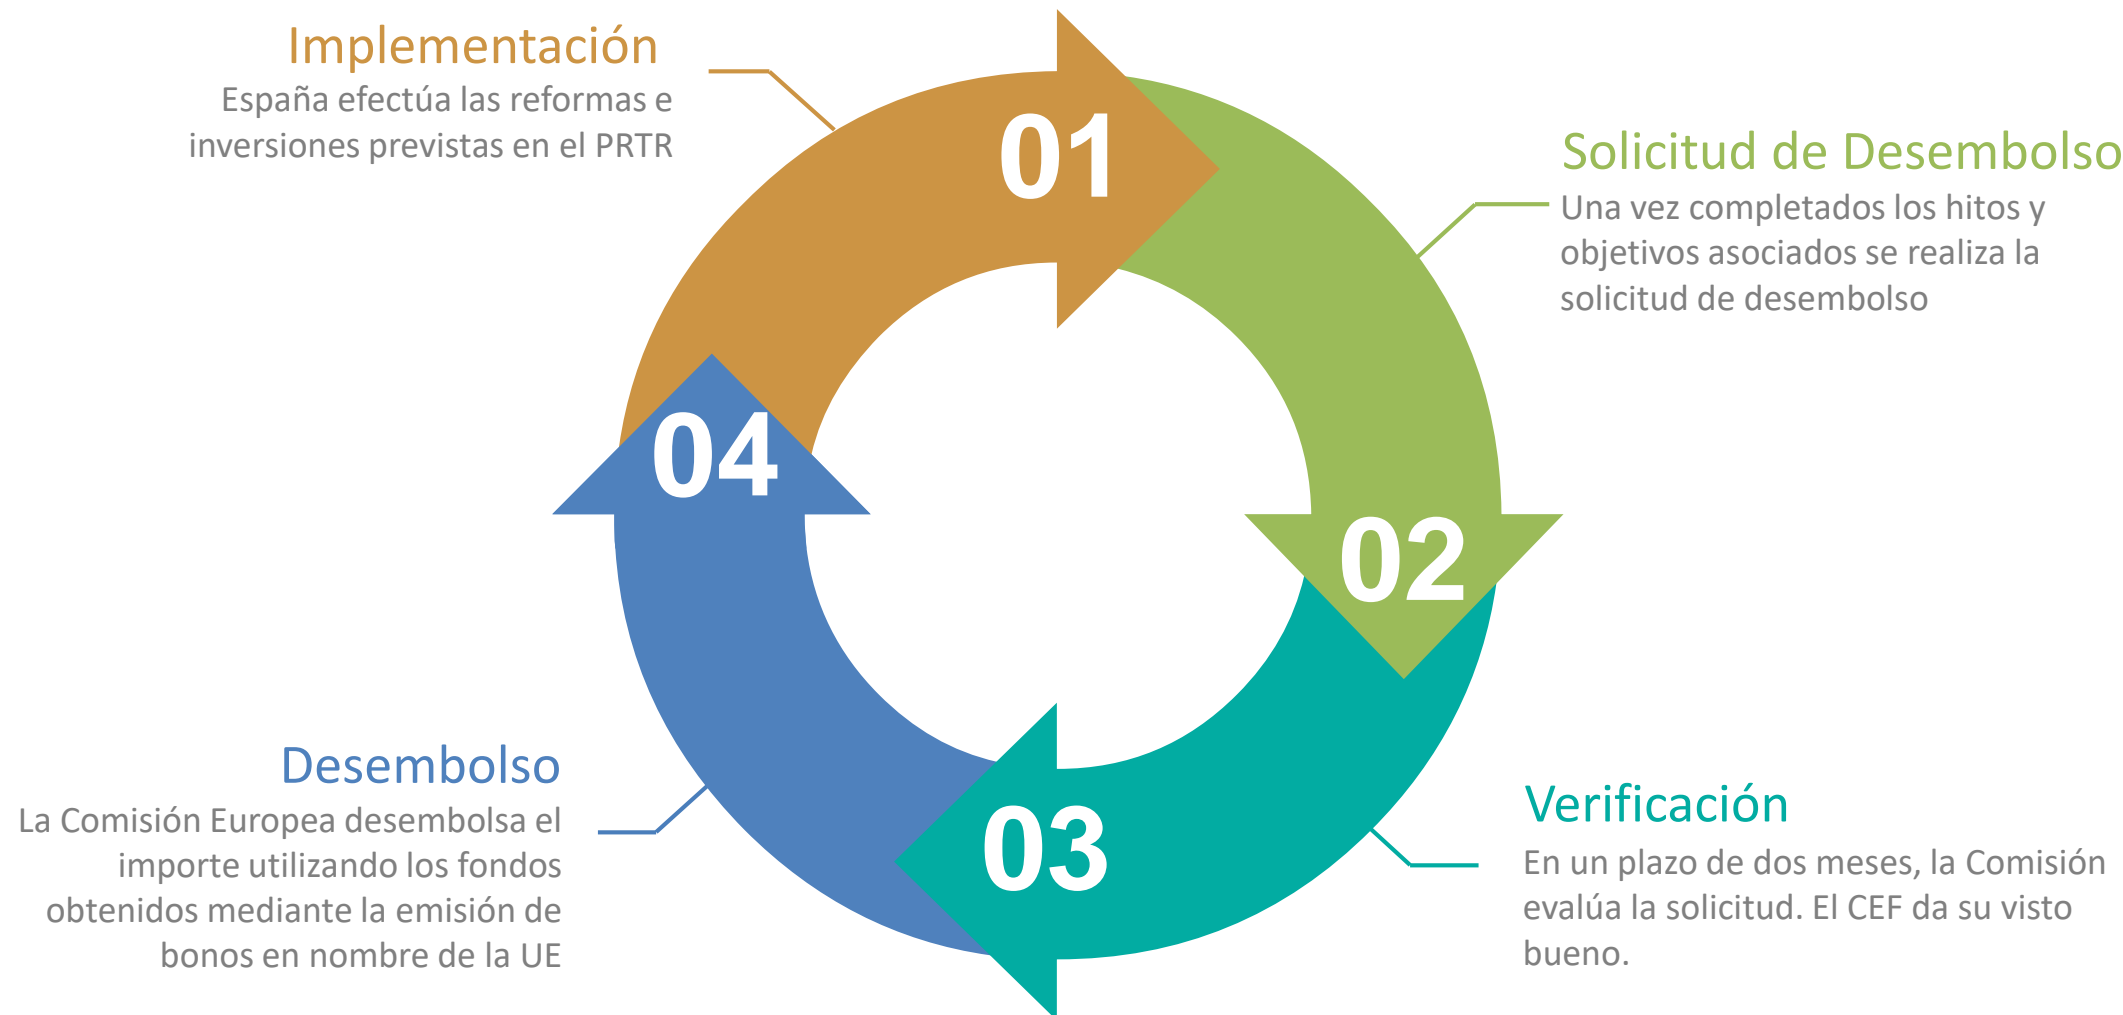 Implementación
España efectúa las reformas e
inversiones previstas en el PRTR
01
Solicitud de Desembolso
Una vez completados los hitos y
objetivos asociados se realiza la
solicitud de desembolso
02
Verificación
En un plazo de dos meses, la Comisión
evalúa la solicitud. El CEF da su visto
bueno.
03
Desembolso
La Comisión Europea desembolsa el
importe utilizando los fondos
obtenidos mediante la emisión de
bonos en nombre de la UE
04